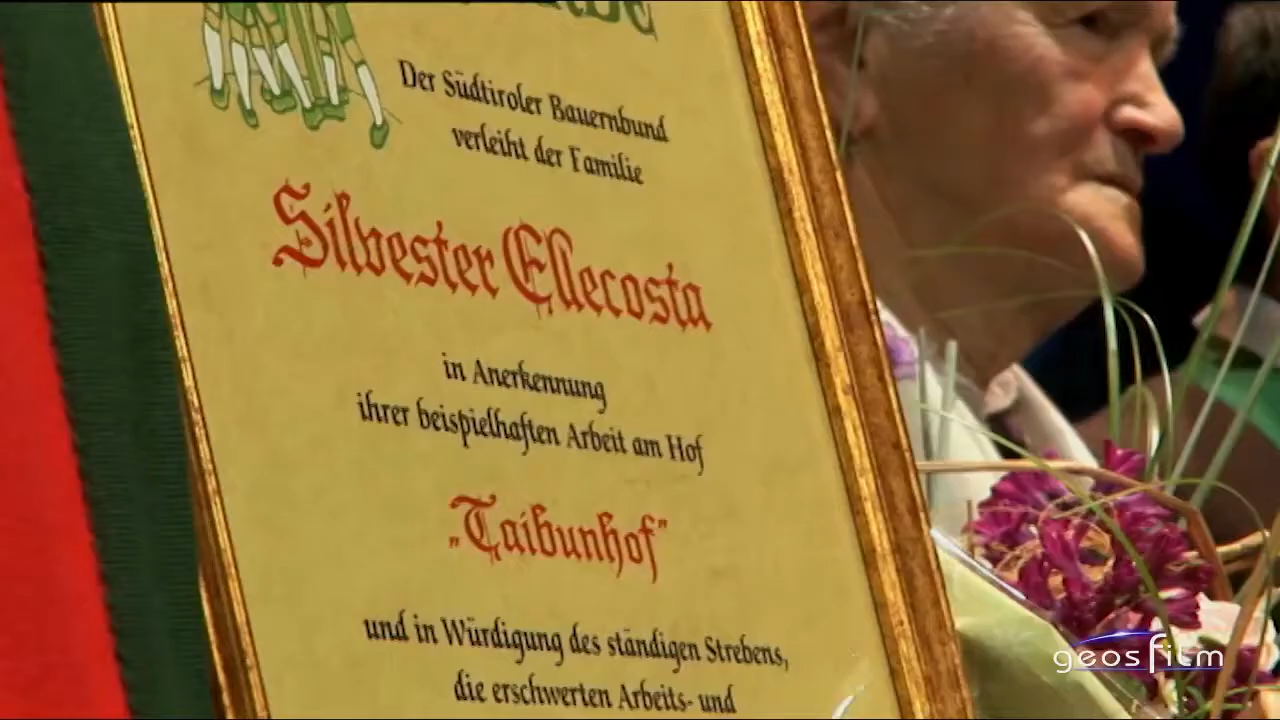 Der Südtiroler Bauernbund
verleiht der Familie
Silvester Ellecosta
in Anerkennung
ihrer beispielhaften Arbeit am Hof
„Taibunhof”
und in Würdigung des ständigen Strebens,
die erschwerten Arbeits- und
geosfilm